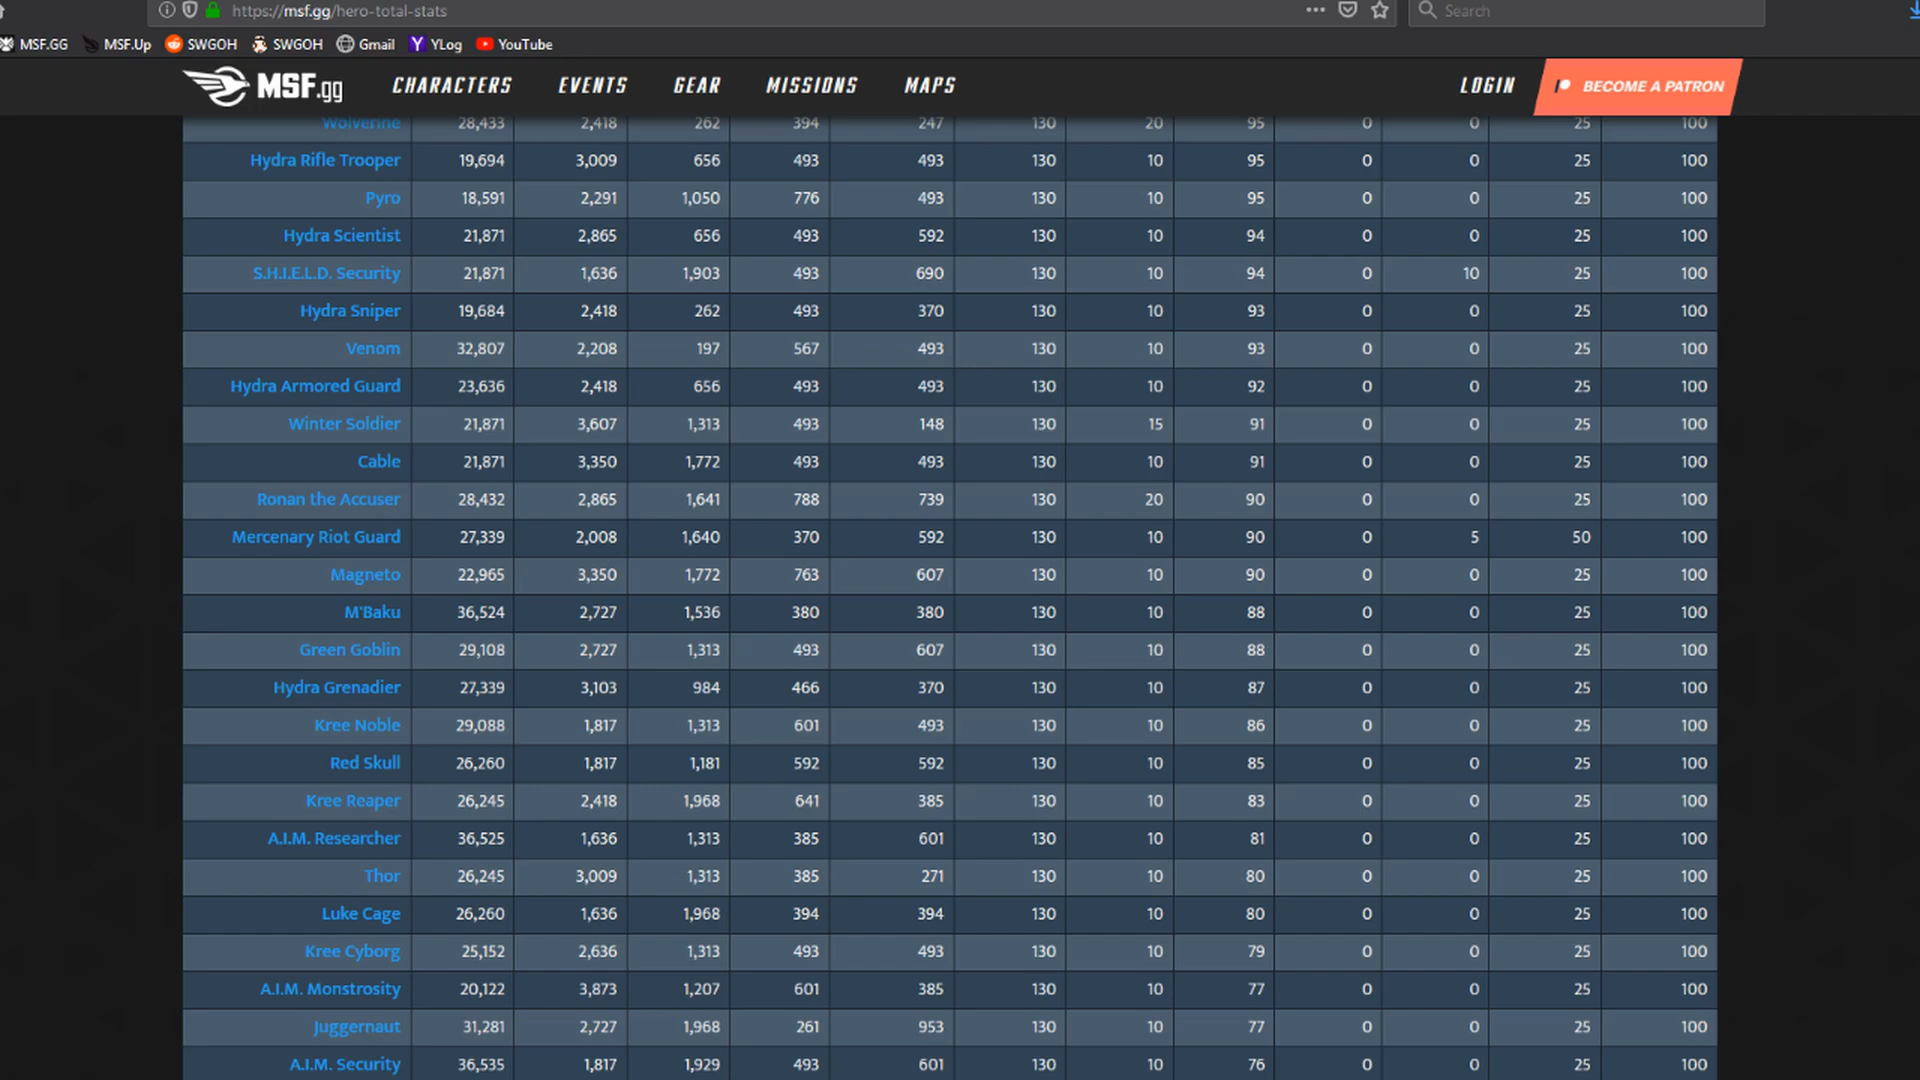 https://msf.gg/hero-total-stats Search
MSF.GG MSF.Up SWGOH SWGOH Gmail YLog YouTube
MSF.gg CHARACTERS EVENTS GEAR MISSIONS MAPS LOGIN BECOME A PATRON
Wolverine 28,433 2,418 262 394 247 130 20 95 0 0 25 100
Hydra Rifle Trooper 19,694 3,009 656 493 493 130 10 95 0 0 25 100
Pyro 18,591 2,291 1,050 776 493 130 10 95 0 0 25 100
Hydra Scientist 21,871 2,865 656 493 592 130 10 94 0 0 25 100
S.H.I.E.L.D. Security 21,871 1,636 1,903 493 690 130 10 94 0 10 25 100
Hydra Sniper 19,684 2,418 262 493 370 130 10 93 0 0 25 100
Venom 32,807 2,208 197 567 493 130 10 93 0 0 25 100
Hydra Armored Guard 23,636 2,418 656 493 493 130 10 92 0 0 25 100
Winter Soldier 21,871 3,607 1,313 493 148 130 15 91 0 0 25 100
Cable 21,871 3,350 1,772 493 493 130 10 91 0 0 25 100
Ronan the Accuser 28,432 2,865 1,641 788 739 130 20 90 0 0 25 100
Mercenary Riot Guard 27,339 2,008 1,640 370 592 130 10 90 0 5 50 100
Magneto 22,965 3,350 1,772 763 607 130 10 90 0 0 25 100
M'Baku 36,524 2,727 1,536 380 380 130 10 88 0 0 25 100
Green Goblin 29,108 2,727 1,313 493 607 130 10 88 0 0 25 100
Hydra Grenadier 27,339 3,103 984 466 370 130 10 87 0 0 25 100
Kree Noble 29,088 1,817 1,313 601 493 130 10 86 0 0 25 100
Red Skull 26,260 1,817 1,181 592 592 130 10 85 0 0 25 100
Kree Reaper 26,245 2,418 1,968 641 385 130 10 83 0 0 25 100
A.I.M. Researcher 36,525 1,636 1,313 385 601 130 10 81 0 0 25 100
Thor 26,245 3,009 1,313 385 271 130 10 80 0 0 25 100
Luke Cage 26,260 1,636 1,968 394 394 130 10 80 0 0 25 100
Kree Cyborg 25,152 2,636 1,313 493 493 130 10 79 0 0 25 100
A.I.M. Monstrosity 20,122 3,873 1,207 601 385 130 10 77 0 0 25 100
Juggernaut 31,281 2,727 1,968 261 953 130 10 77 0 0 25 100
A.I.M. Security 36,535 1,817 1,929 493 601 130 10 76 0 0 25 100